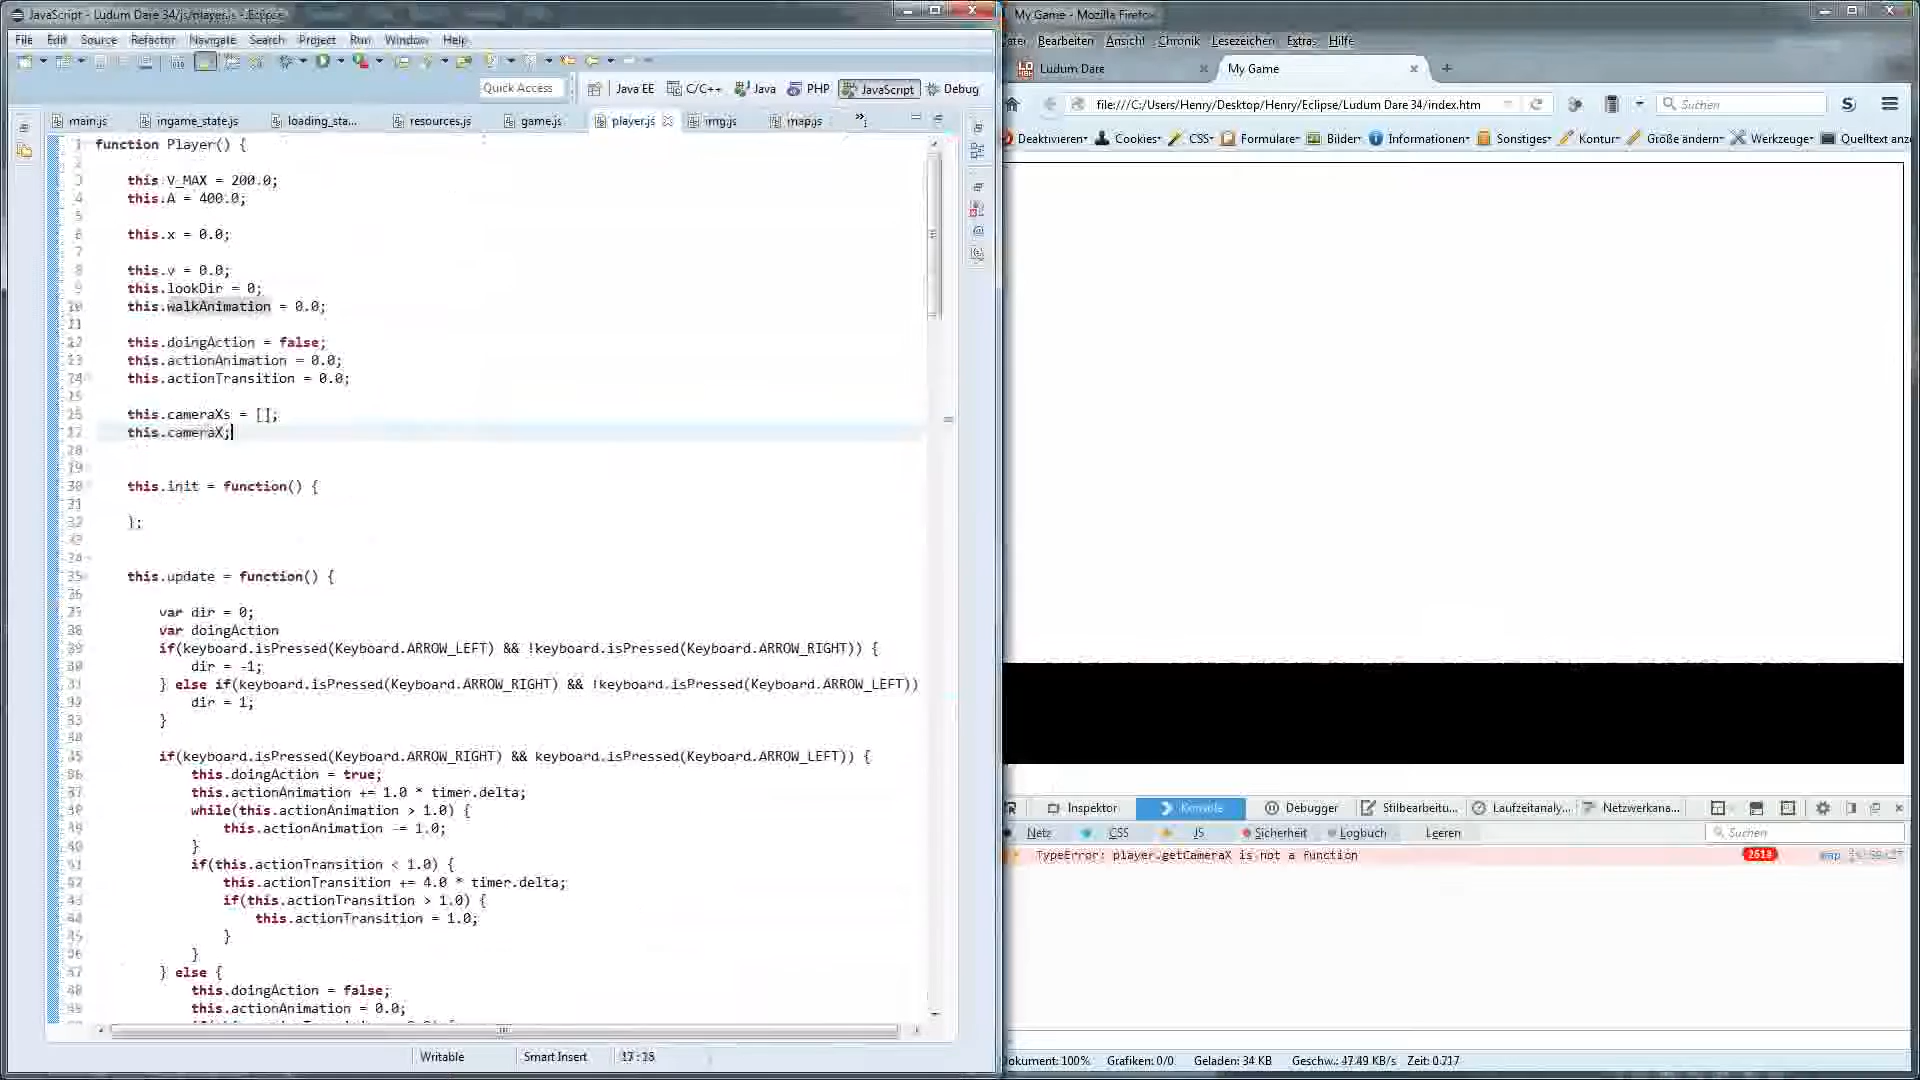 JavaScript - Ludum Dare 34/js/player.js - Eclipse
File Edit Source Refactor Navigate Search Project Run Window Help
Quick Access
Java EE C/C++ Java PHP JavaScript Debug
main.js ingame_state.js loading_sta... resources.js game.js player.js img.js map.js
function Player() {
this.V_MAX = 200.0;
this.A = 400.0;
this.x = 0.0;
this.v = 0.0;
this.lookDir = 0;
this.walkAnimation = 0.0;
this.doingAction = false;
this.actionAnimation = 0.0;
this.actionTransition = 0.0;
this.cameraXs = [];
this.cameraX;
this.init = function() {
};
this.update = function() {
var dir = 0;
var doingAction
if(keyboard.isPressed(Keyboard.ARROW_LEFT) && !keyboard.isPressed(Keyboard.ARROW_RIGHT)) {
dir = -1;
} else if(keyboard.isPressed(Keyboard.ARROW_RIGHT) && !keyboard.isPressed(Keyboard.ARROW_LEFT))
dir = 1;
}
if(keyboard.isPressed(Keyboard.ARROW_RIGHT) && keyboard.isPressed(Keyboard.ARROW_LEFT)) {
this.doingAction = true;
this.actionAnimation += 1.0 * timer.delta;
while(this.actionAnimation > 1.0) {
this.actionAnimation -= 1.0;
}
if(this.actionTransition < 1.0) {
this.actionTransition += 4.0 * timer.delta;
if(this.actionTransition > 1.0) {
this.actionTransition = 1.0;
}
}
} else {
this.doingAction = false;
this.actionAnimation = 0.0;
Writable Smart Insert
My Game - Mozilla Firefox
Bearbeiten Ansicht Chronik Lesezeichen Extras Hilfe
Ludum Dare My Game
file:///C:/Users/Henry/Desktop/Henry/Eclipse/Ludum Dare 34/index.htm Suchen
Deaktivieren Cookies CSS Formulare Bilder Informationen Sonstiges Kontur Größe ändern Werkzeuge Quelltext anz
Inspektor Konsole Debugger Stilbearbeitu... Laufzeitanaly... Netzwerkana...
Netz CSS JS Sicherheit Logbuch Leeren Suchen
TypeError: player.getCameraX is not a function
Dokument: 100% Grafiken: 0/0 Geladen: 34 KB Geschw.: 47.49 KB/s Zeit: 0.717